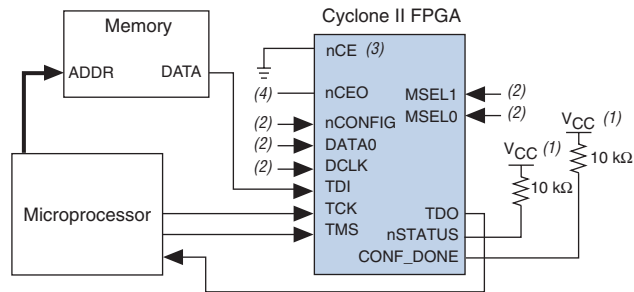 Cyclone II FPGA
Memory
ADDR
DATA
nCE (3)
(4) nCEO
MSEL1 (2)
MSEL0 (2)
(2) nCONFIG
(2) DATA0
(2) DCLK
TDI
VCC (1)
10 kΩ
VCC (1)
10 kΩ
Microprocessor
TCK
TMS
TDO
nSTATUS
CONF_DONE